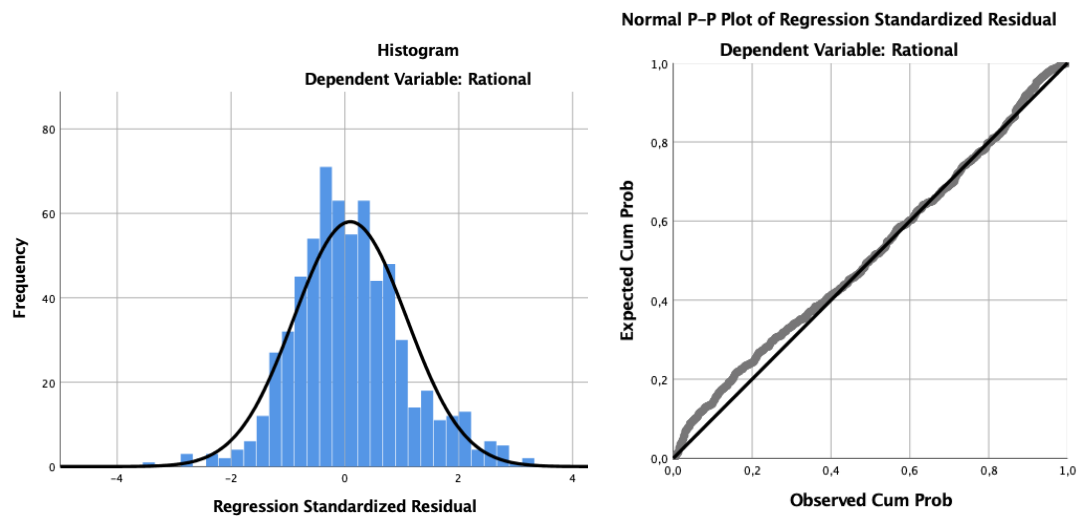 Histogram
Dependent Variable: Rational
80
60
40
20
0
-4
-2
0
2
4
Frequency
Regression Standardized Residual
Normal P-P Plot of Regression Standardized Residual
Dependent Variable: Rational
1,0
0,8
0,6
0,4
0,2
0,0
0,0
0,2
0,4
0,6
0,8
1,0
Expected Cum Prob
Observed Cum Prob